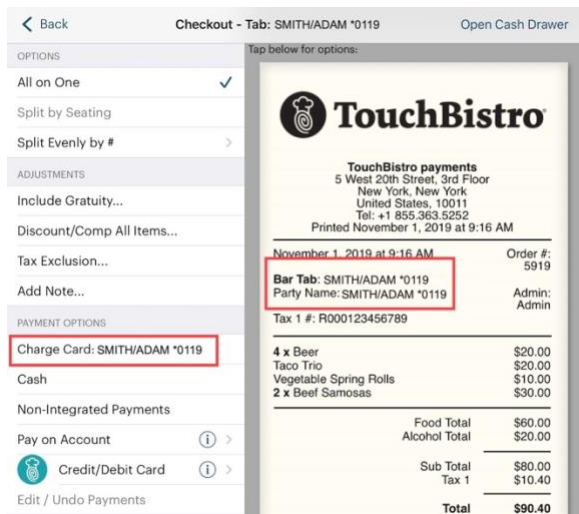 Back
Checkout - Tab: SMITH/ADAM *0119
Open Cash Drawer
OPTIONS
All on One
Split by Seating
Split Evenly by #
ADJUSTMENTS
Include Gratuity...
Discount/Comp All Items...
Tax Exclusion...
Add Note...
PAYMENT OPTIONS
Charge Card: SMITH/ADAM *0119
Cash
Non-Integrated Payments
Pay on Account
Credit/Debit Card
Edit / Undo Payments
Tap below for options:
TouchBistro
TouchBistro payments
5 West 20th Street, 3rd Floor
New York, New York
United States, 10011
Tel: +1 855.363.5252
Printed November 1, 2019 at 9:16 AM
November 1, 2019 at 9:16 AM Order #:
5919
Bar Tab: SMITH/ADAM *0119
Party Name: SMITH/ADAM *0119 Admin:
Admin
Tax 1 #: R000123456789
4 x Beer $20.00
Taco Trio $20.00
Vegetable Spring Rolls $10.00
2 x Beef Samosas $30.00
Food Total $60.00
Alcohol Total $20.00
Sub Total $80.00
Tax 1 $10.40
Total $90.40